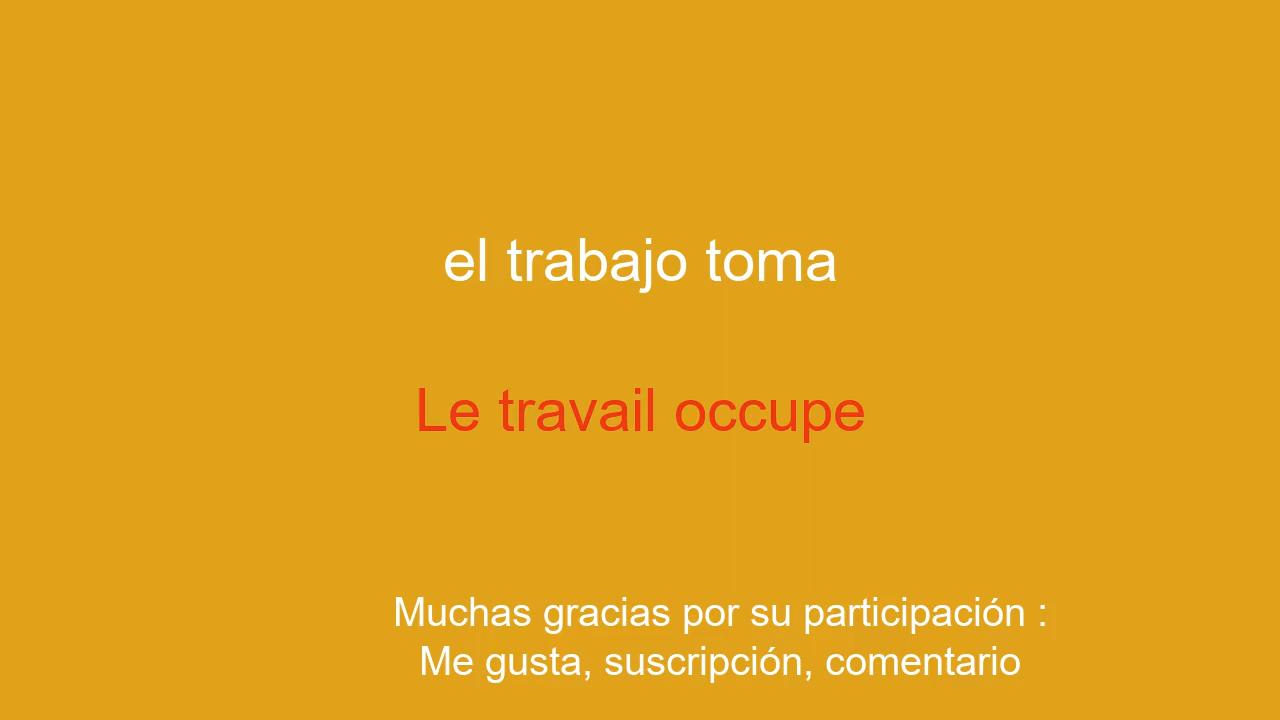 el trabajo toma
Le travail occupe
Muchas gracias por su participación :
Me gusta, suscripción, comentario